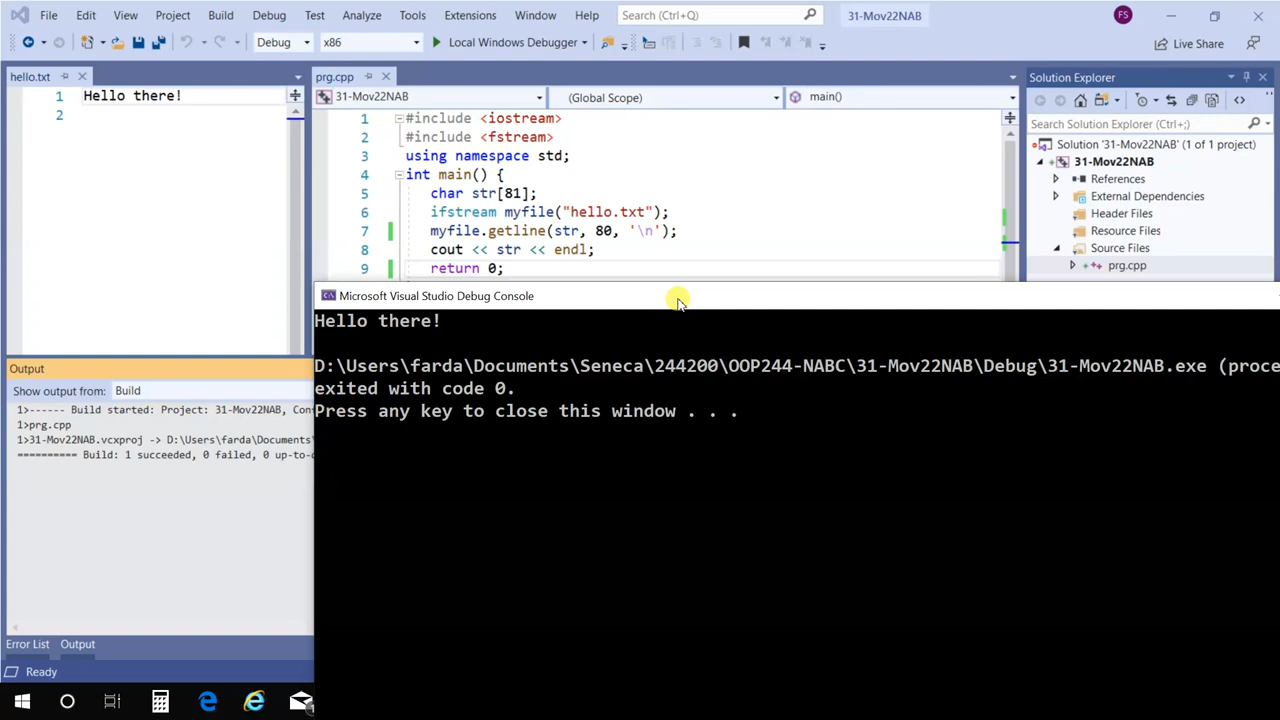 File Edit View Project Build Debug Test Analyze Tools Extensions Window Help Search (Ctrl+Q) 31-Mov22NAB FS
Debug x86 Local Windows Debugger Live Share
hello.txt
1 Hello there!
2
prg.cpp
31-Mov22NAB (Global Scope) main()
1 #include <iostream>
2 #include <fstream>
3 using namespace std;
4 int main() {
5 char str[81];
6 ifstream myfile("hello.txt");
7 myfile.getline(str, 80, '\n');
8 cout << str << endl;
9 return 0;
Solution Explorer
Search Solution Explorer (Ctrl+;)
Solution '31-Mov22NAB' (1 of 1 project)
31-Mov22NAB
References
External Dependencies
Header Files
Resource Files
Source Files
prg.cpp
Output
Show output from: Build
1>------ Build started: Project: 31-Mov22NAB, Con
1>prg.cpp
1>31-Mov22NAB.vcxproj -> D:\Users\farda\Documents\
========== Build: 1 succeeded, 0 failed, 0 up-to-d
Error List Output
Ready
Microsoft Visual Studio Debug Console
Hello there!
D:\Users\farda\Documents\Seneca\244200\OOP244-NABC\31-Mov22NAB\Debug\31-Mov22NAB.exe (proce
exited with code 0.
Press any key to close this window . . .